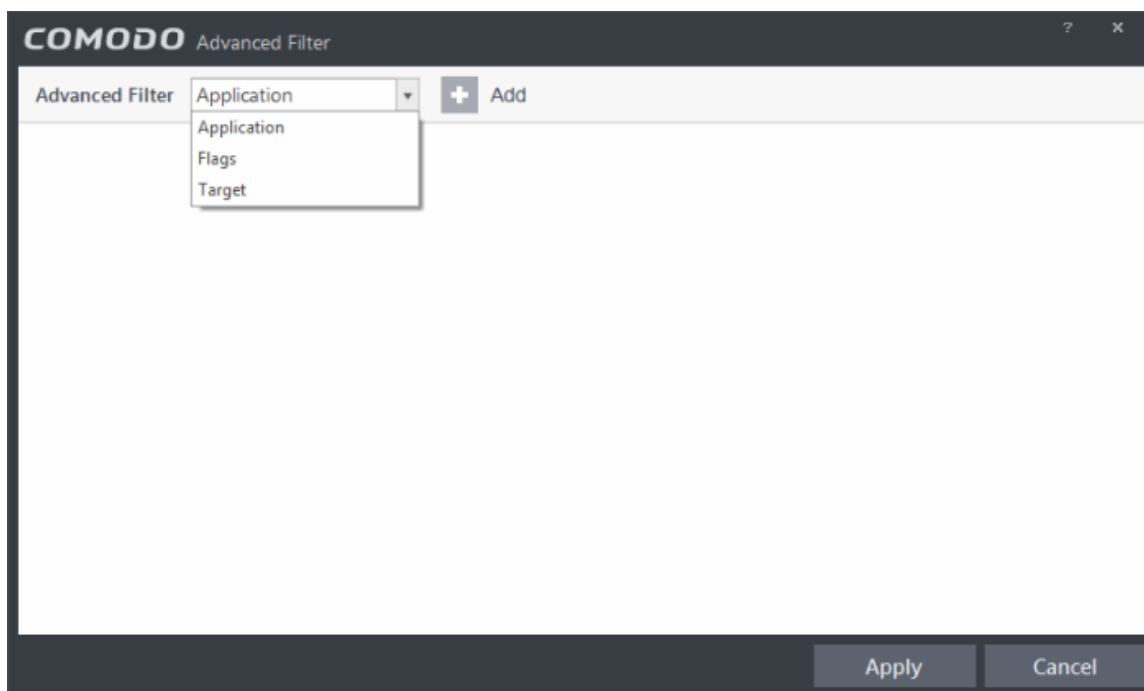 COMODO Advanced Filter ? ×
Advanced Filter Application Add
Application
Flags
Target
Apply Cancel